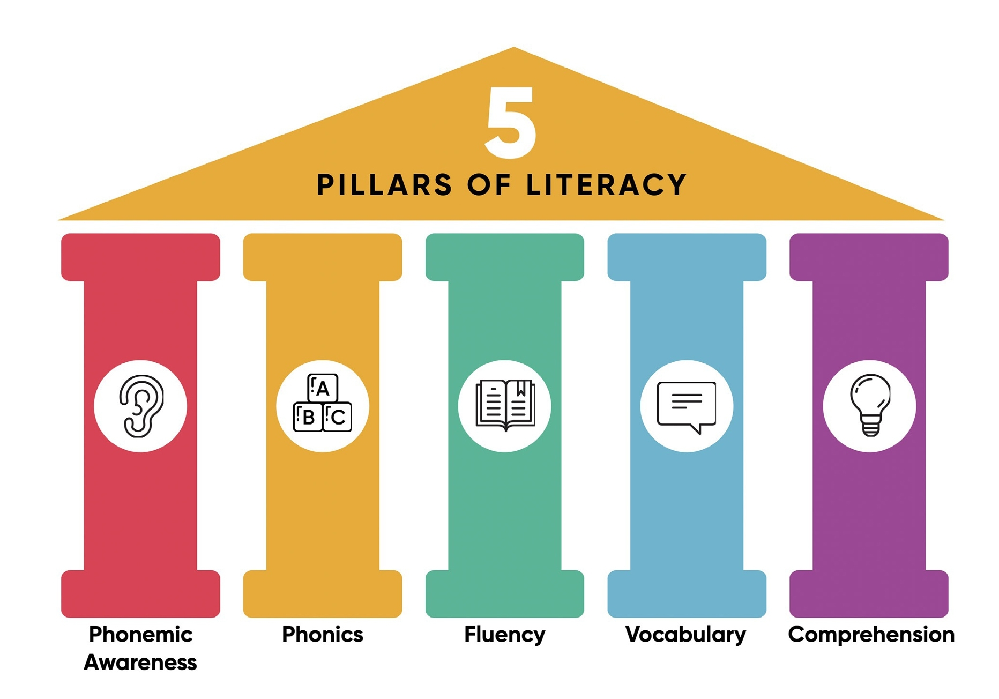 5
PILLARS OF LITERACY
A
B C
Phonemic
Awareness
Phonics
Fluency
Vocabulary
Comprehension